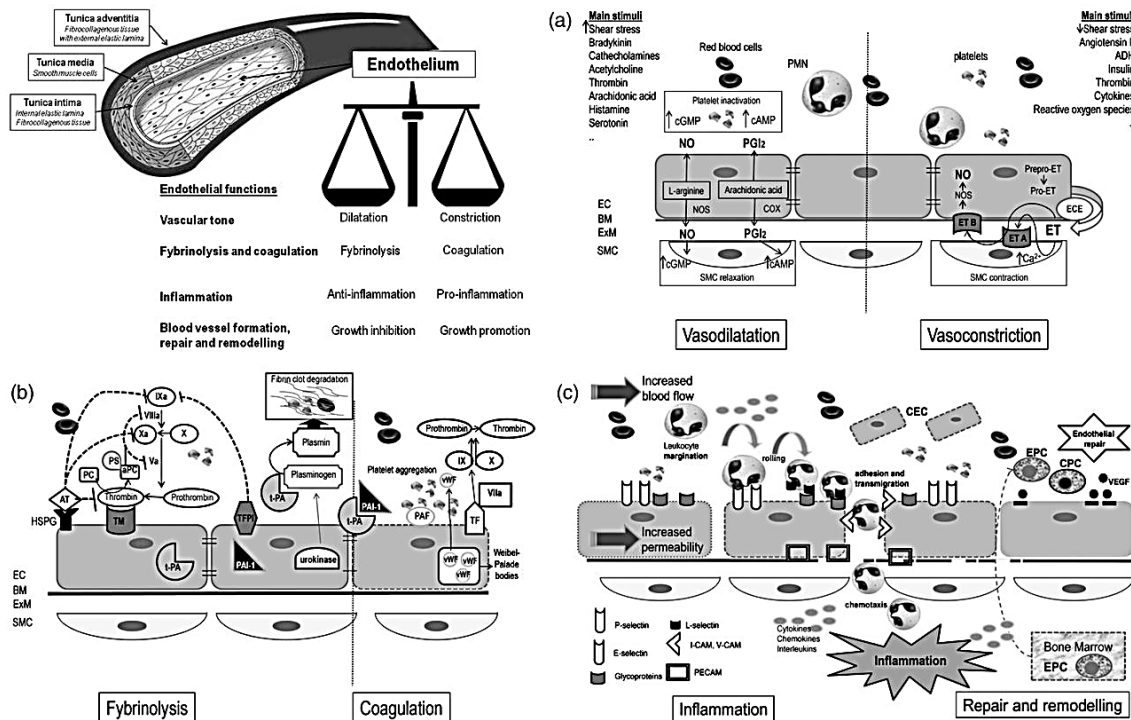 Tunica adventitia
Fibrocollagenous tissue
with external elastic lamina
Tunica media
Smooth muscle cells
Tunica intima
Internal elastic lamina
Fibrocollagenous tissue
Endothelium
Endothelial functions
Vascular tone
Dilatation
Constriction
Fybrinolysis and coagulation
Fybrinolysis
Coagulation
Inflammation
Anti-inflammation
Pro-inflammation
Blood vessel formation,
repair and remodelling
Growth inhibition
Growth promotion
(a)
Main stimuli
↑Shear stress
Bradykinin
Cathecholamines
Acetylcholine
Thrombin
Arachidonic acid
Histamine
Serotonin
..
Red blood cells
PMN
platelets
Main stimuli
↓Shear stress
Angiotensin I
ADH
Insulin
Thrombin
Cytokines
Reactive oxygen species
..
Platelet inactivation
↑cGMP
↑cAMP
NO
PGI2
L-arginine
Arachidonic acid
NOS
COX
NO
PGI2
↑cGMP
↑cAMP
SMC relaxation
EC
BM
ExM
SMC
NO
NOS
Prepro-ET
Pro-ET
ECE
ET B
ET A
ET
↑Ca2+
SMC contraction
Vasodilatation
Vasoconstriction
(b)
IXa
VIIIa
Xa
X
Va
PS
PC
aPC
AT
Thrombin
Prothrombin
HSPG
TM
TFPI
t-PA
PAI-1
urokinase
Fibrin clot degradation
Plasmin
Plasminogen
t-PA
PAI-1
t-PA
Platelet aggregation
PAF
vWF
Prothrombin
Thrombin
IX
X
VIIa
TF
vWF
vWF
vWF
Weibel-
Palade
bodies
EC
BM
ExM
SMC
Fybrinolysis
Coagulation
(c)
Increased
blood flow
Leukocyte
margination
rolling
CEC
adhesion and
transmigration
Endothelial
repair
EPC
CPC
VEGF
Increased
permeability
chemotaxis
P-selectin
L-selectin
E-selectin
I-CAM, V-CAM
Glycoproteins
PECAM
Cytokines
Chemokines
Interleukins
Inflammation
Bone Marrow
EPC
Inflammation
Repair and remodelling